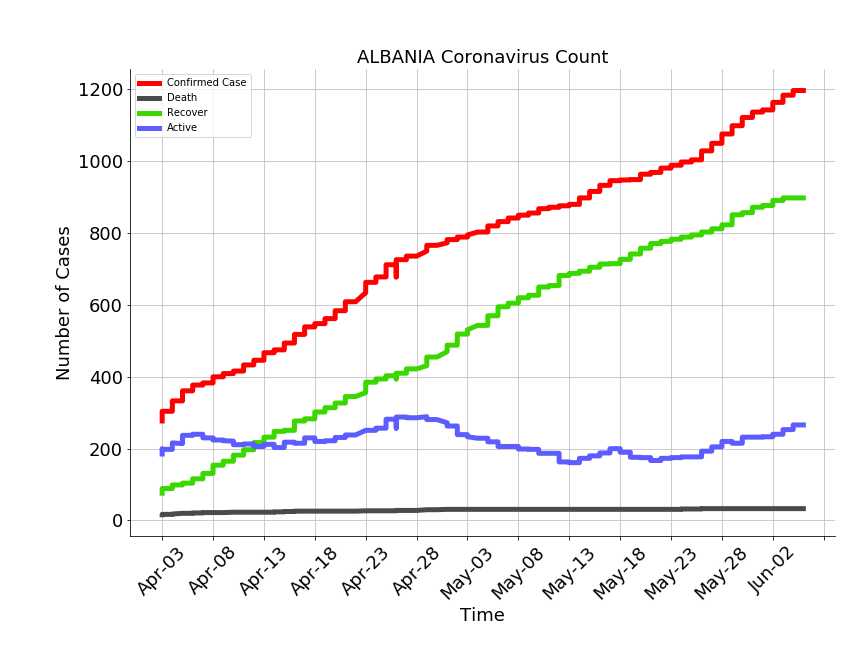 ALBANIA Coronavirus Count
Confirmed Case
Death
Recover
Active
1200
1000
800
600
400
200
0
Number of Cases
Apr-03 Apr-08 Apr-13 Apr-18 Apr-23 Apr-28 May-03 May-08 May-13 May-18 May-23 May-28 Jun-02
Time